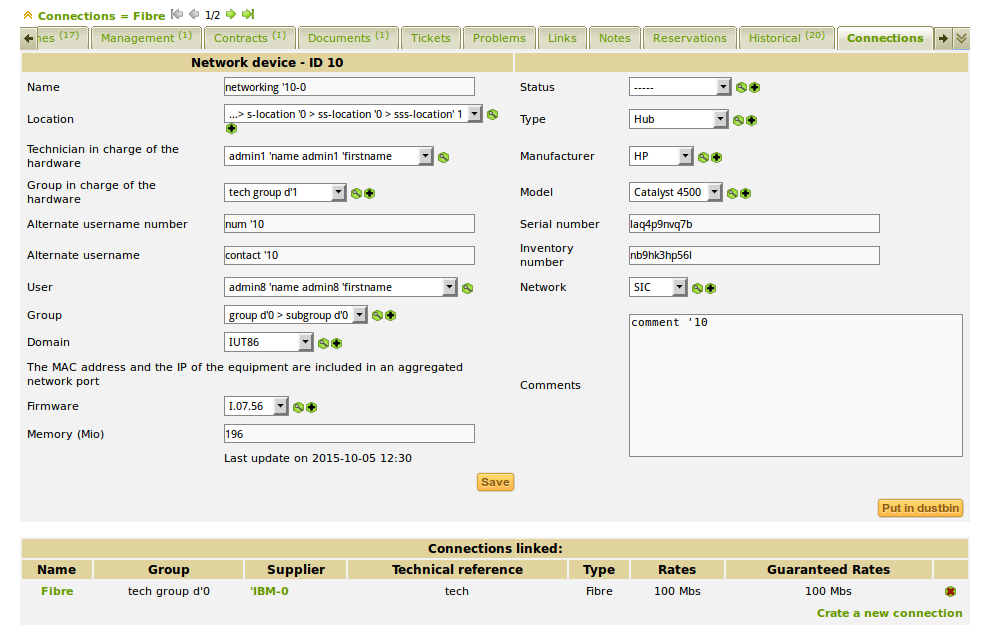 Connections = Fibre 1/2
nes (17) Management (1) Contracts (1) Documents (1) Tickets Problems Links Notes Reservations Historical (20) Connections
Network device - ID 10
Name networking '10-0 Status -----
Location ...> s-location '0 > ss-location '0 > sss-location' 1 Type Hub
Technician in charge of the
hardware admin1 'name admin1 'firstname Manufacturer HP
Group in charge of the
hardware tech group d'1 Model Catalyst 4500
Alternate username number num '10 Serial number laq4p9nvq7b
Alternate username contact '10 Inventory
number nb9hk3hp56l
User admin8 'name admin8 'firstname Network SIC
Group group d'0 > subgroup d'0
comment '10
Domain IUT86
The MAC address and the IP of the equipment are included in an aggregated
network port
Comments
Firmware I.07.56
Memory (Mio) 196
Last update on 2015-10-05 12:30
Save
Put in dustbin
Connections linked:
Name Group Supplier Technical reference Type Rates Guaranteed Rates
Fibre tech group d'0 'IBM-0 tech Fibre 100 Mbs 100 Mbs
Crate a new connection